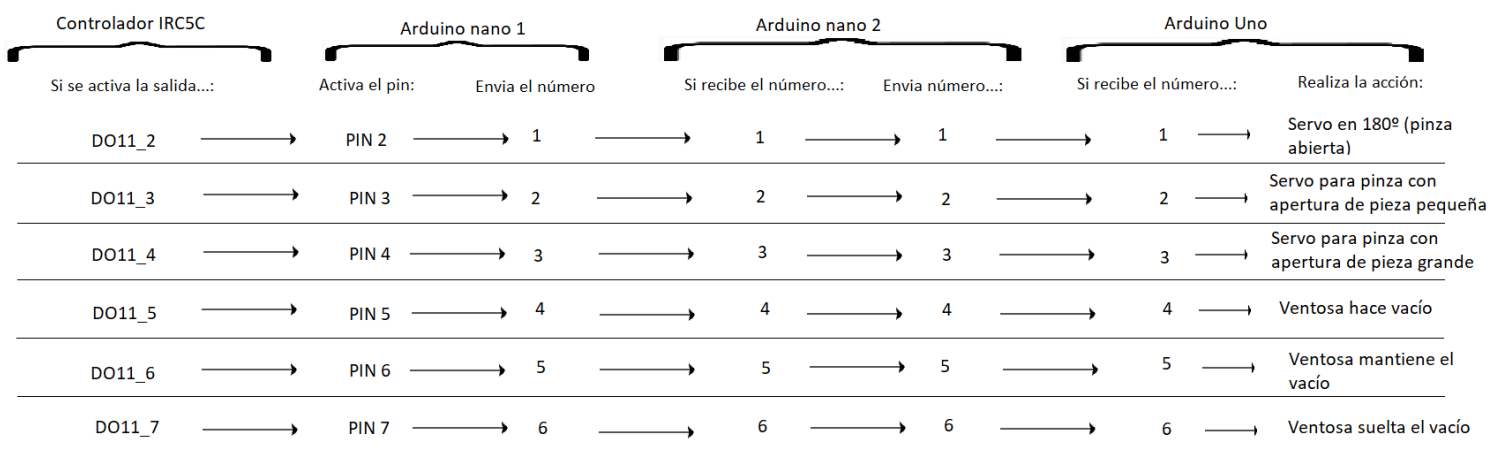 Controlador IRC5C
Arduino nano 1
Arduino nano 2
Arduino Uno
Si se activa la salida...:
Activa el pin:
Envia el número
Si recibe el número...:
Envia número...:
Si recibe el número...:
Realiza la acción:
DO11_2
PIN 2
1
1
1
1
Servo en 180º (pinza
abierta)
DO11_3
PIN 3
2
2
2
2
Servo para pinza con
apertura de pieza pequeña
DO11_4
PIN 4
3
3
3
3
Servo para pinza con
apertura de pieza grande
DO11_5
PIN 5
4
4
4
4
Ventosa hace vacío
DO11_6
PIN 6
5
5
5
5
Ventosa mantiene el
vacío
DO11_7
PIN 7
6
6
6
6
Ventosa suelta el vacío